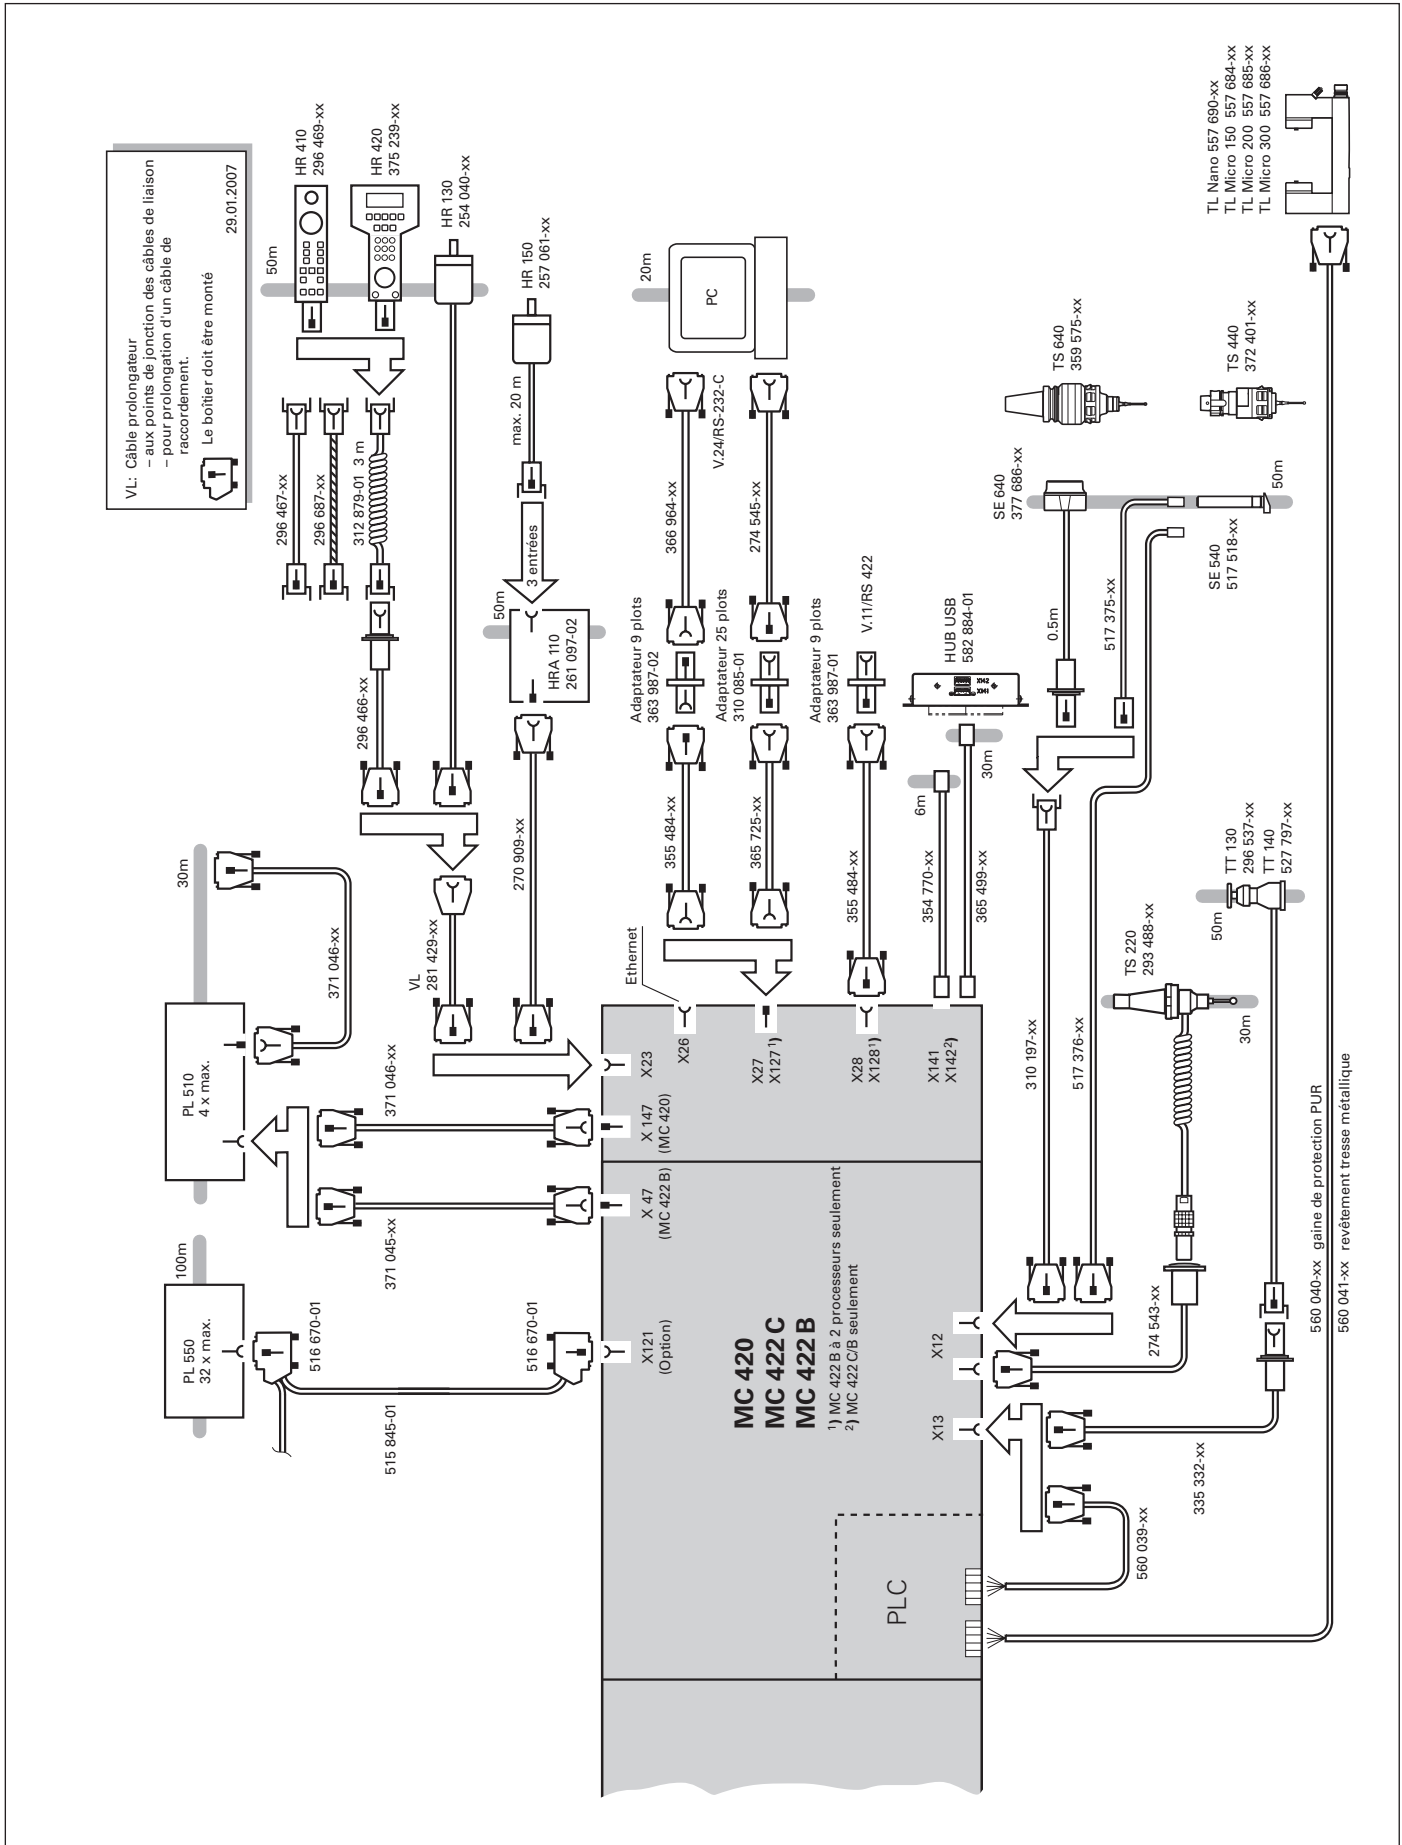 VL: Câble prolongateur
– aux points de jonction des câbles de liaison
– pour prolongation d'un câble de
raccordement.
Le boîtier doit être monté
29.01.2007
PL 550
32 x max.
100m
516 670-01
515 845-01
516 670-01
X121
(Option)
PL 510
4 x max.
30m
371 046-xx
371 045-xx
371 046-xx
X 47
(MC 422 B)
X 147
(MC 420)
50m
HR 410
296 469-xx
HR 420
375 239-xx
HR 130
254 040-xx
296 467-xx
296 687-xx
312 879-01 3 m
296 466-xx
VL
281 429-xx
X23
HR 150
257 061-xx
max. 20 m
3 entrées
50m
HRA 110
261 097-02
270 909-xx
Ethernet
X26
20m
PC
V.24/RS-232-C
366 964-xx
274 545-xx
Adaptateur 9 plots
363 987-02
Adaptateur 25 plots
310 085-01
355 484-xx
365 725-xx
X27
X127 1)
Adaptateur 9 plots
363 987-01
V.11/RS 422
355 484-xx
X28
X128 1)
HUB USB
582 884-01
X142
X141
6m
30m
354 770-xx
365 499-xx
X141
X142 2)
MC 420
MC 422 C
MC 422 B
1) MC 422 B à 2 processeurs seulement
2) MC 422 C/B seulement
PLC
X12
X13
TS 640
359 575-xx
TS 440
372 401-xx
SE 640
377 686-xx
0.5m
517 375-xx
SE 540
517 518-xx
50m
310 197-xx
517 376-xx
TS 220
293 488-xx
30m
274 543-xx
TT 130
296 537-xx
TT 140
527 797-xx
50m
335 332-xx
560 039-xx
TL Nano 557 690-xx
TL Micro 150 557 684-xx
TL Micro 200 557 685-xx
TL Micro 300 557 686-xx
560 040-xx gaine de protection PUR
560 041-xx revêtement tresse métallique